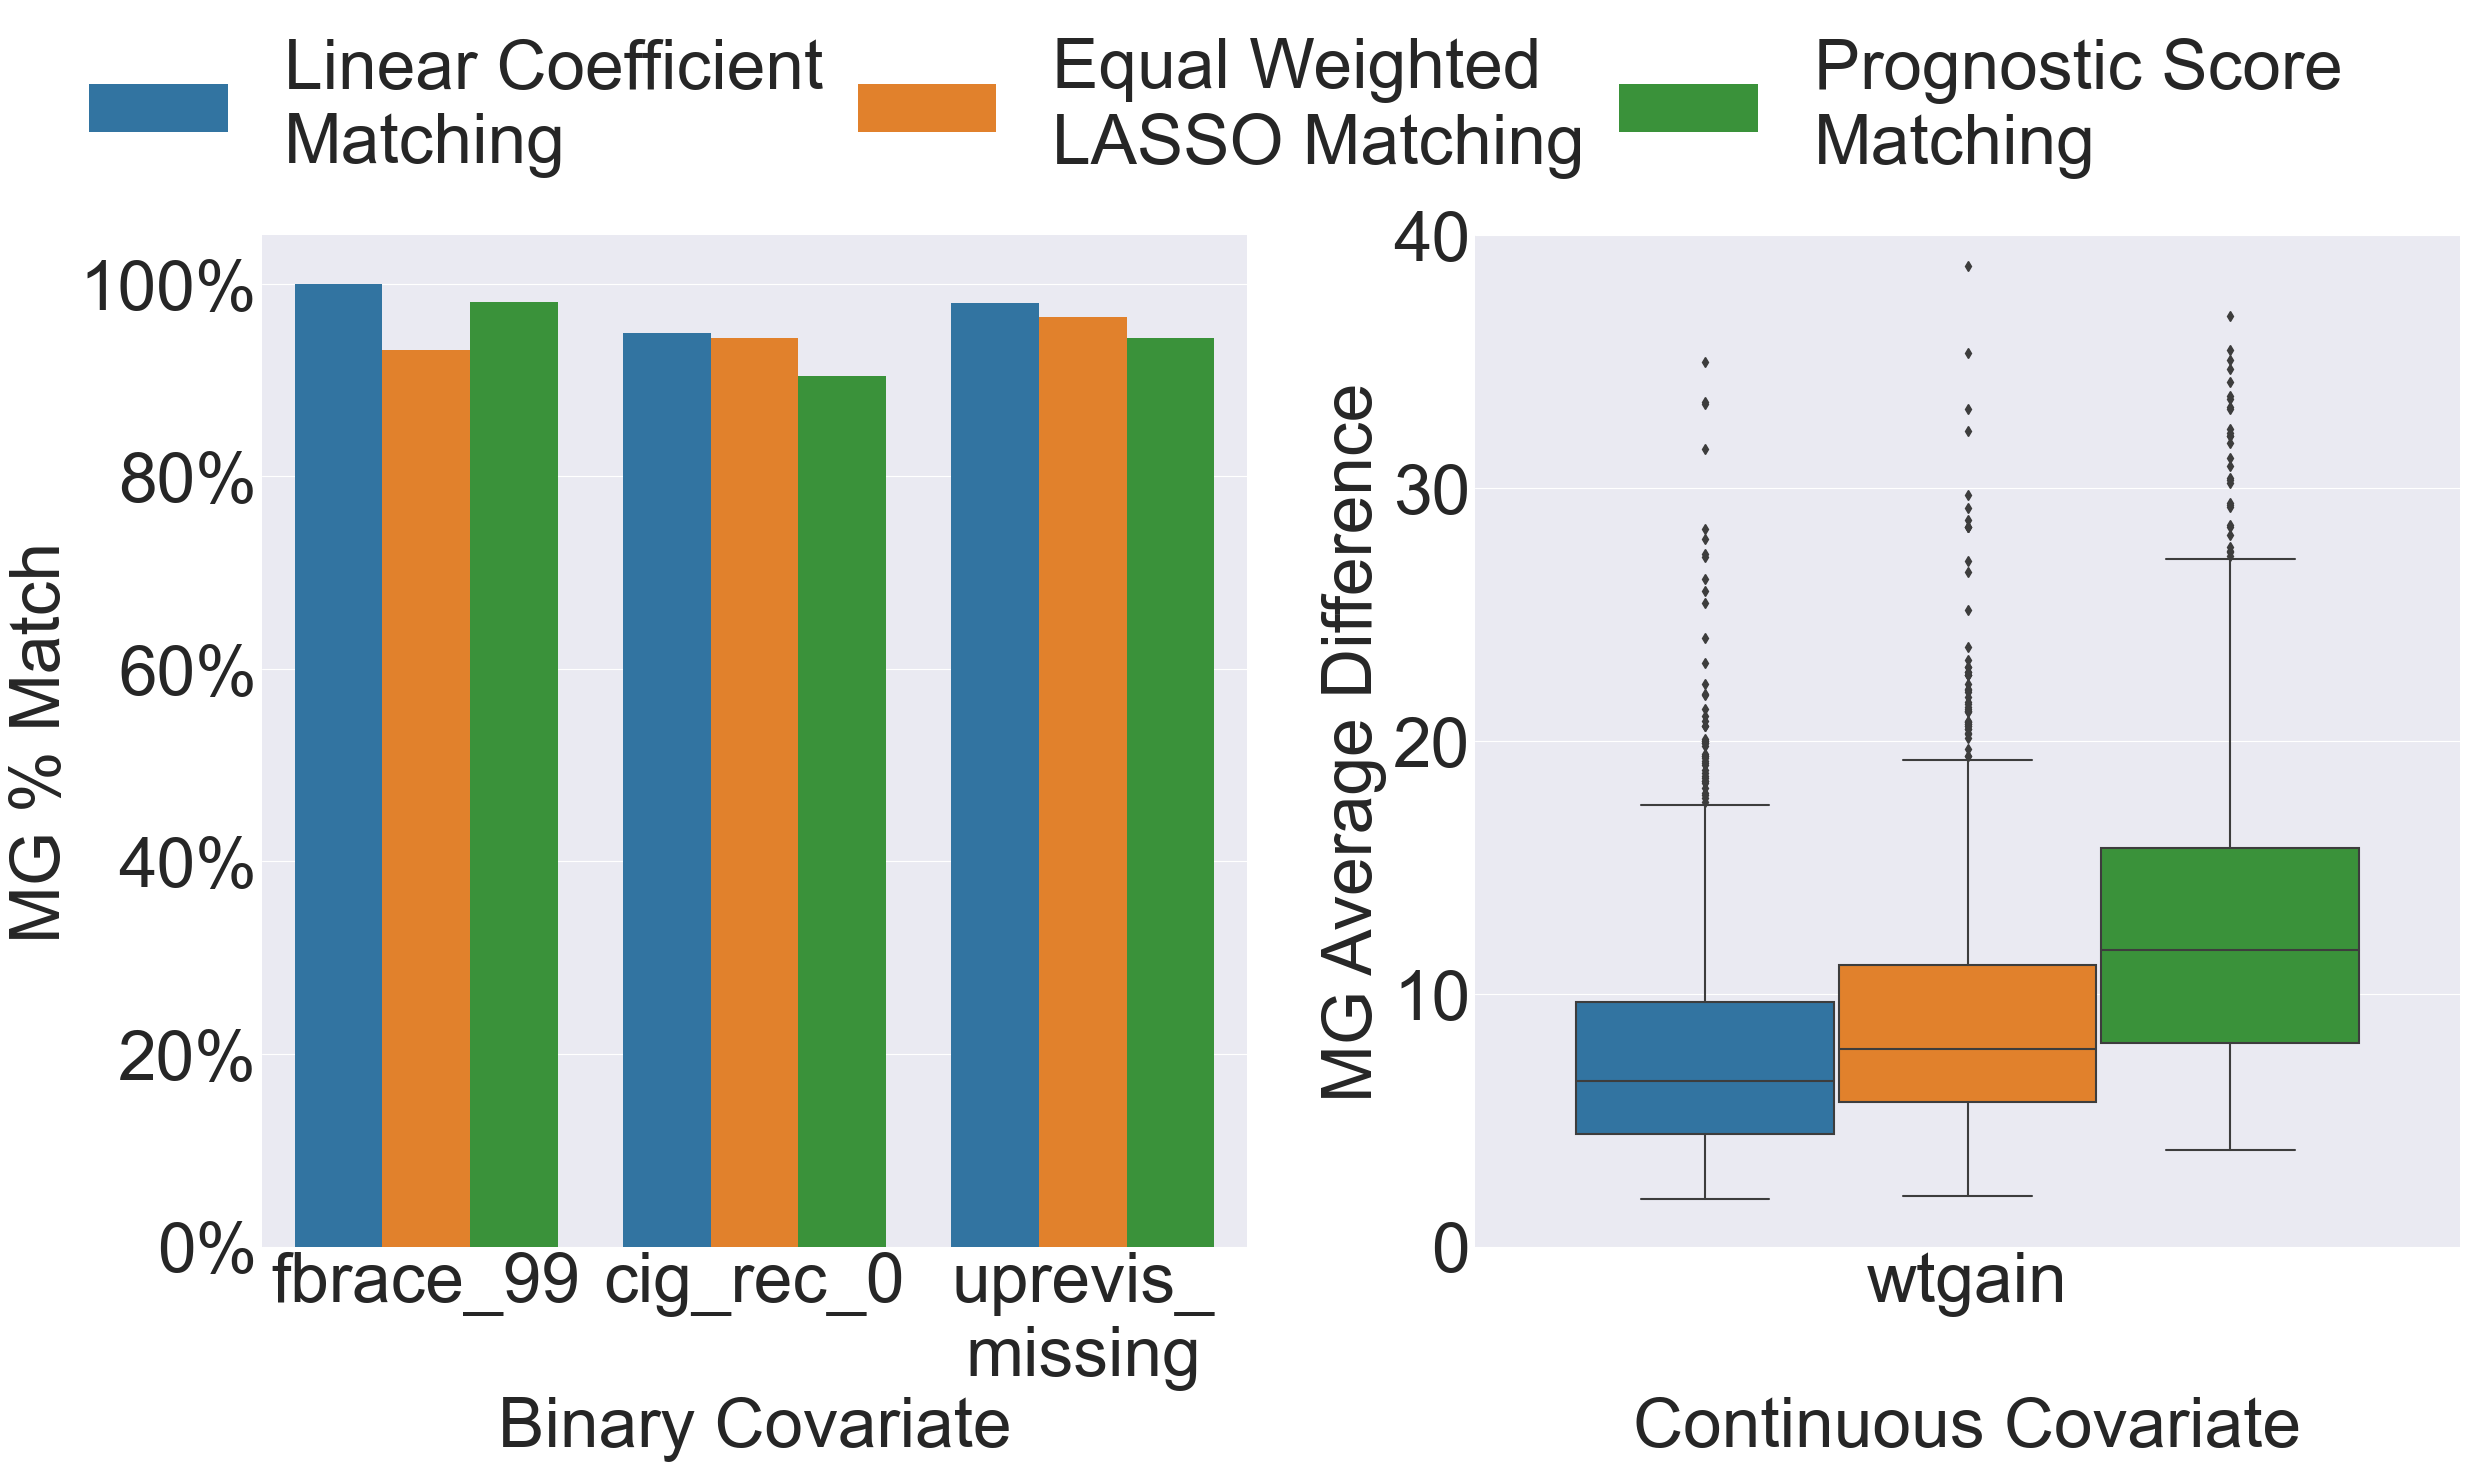 Linear Coefficient
Matching
Equal Weighted
LASSO Matching
Prognostic Score
Matching
MG % Match
100%
80%
60%
40%
20%
0%
fbrace_99
cig_rec_0
uprevis_
missing
Binary Covariate
MG Average Difference
40
30
20
10
0
wtgain
Continuous Covariate